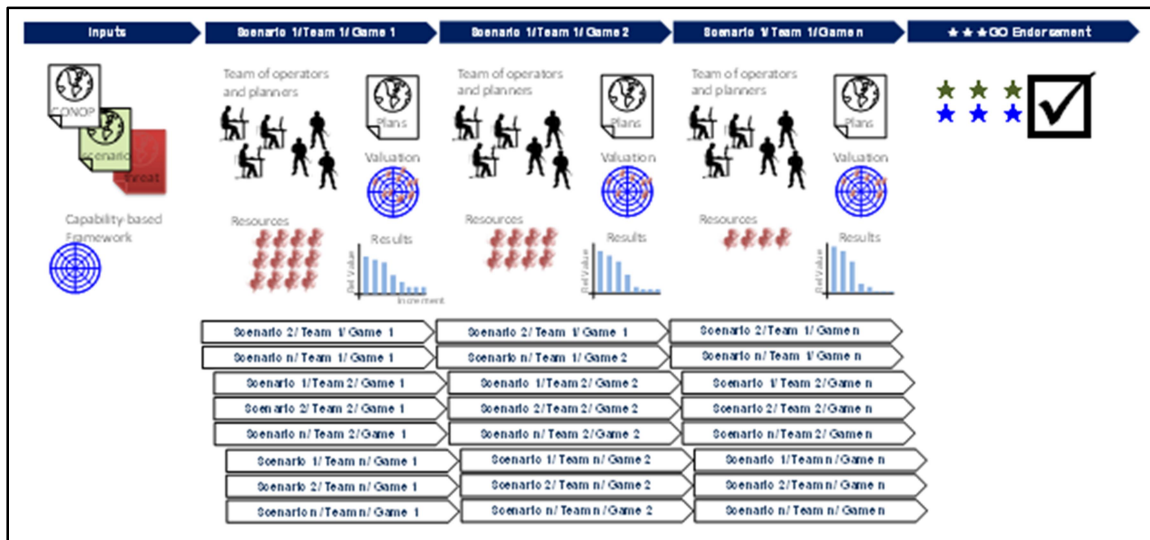 Inputs
Scenario 1/Team 1/ Game 1
Scenario 1/Team 1/ Game 2
Scenario 1/ Team 1/ Game n
★ ★ ★ GO Endorsement
CONOP
scenario
threat
Capability-based
Framework
Team of operators
and planners
Plans
Valuation
Resources
Results
Rel Value
Increment
Team of operators
and planners
Plans
Valuation
Resources
Results
Rel Value
Team of operators
and planners
Plans
Valuation
Resources
Results
Rel Value
Scenario 2/ Team 1/ Game 1
Scenario 2/ Team 1/ Game 1
Scenario 2/ Team 1/ Game n
Scenario n/ Team 1/ Game 1
Scenario n/ Team 1/ Game 2
Scenario n/ Team 1/ Game n
Scenario 1/ Team 2/ Game 1
Scenario 1/ Team 2/ Game 2
Scenario 1/ Team 2/ Game n
Scenario 2/ Team 2/ Game 1
Scenario 2/ Team 2/ Game 2
Scenario 2/ Team 2/ Game n
Scenario n/ Team 2/ Game 1
Scenario n/ Team 2/ Game 2
Scenario n/ Team 2/ Game n
Scenario 1/ Team n/ Game 1
Scenario 1/ Team n/ Game 2
Scenario 1/ Team n/ Game n
Scenario 2/ Team n/ Game 1
Scenario 2/ Team n/ Game 2
Scenario 2/ Team n/ Game n
Scenario n/ Team n/ Game 1
Scenario n/ Team n/ Game 2
Scenario n/ Team n/ Game n